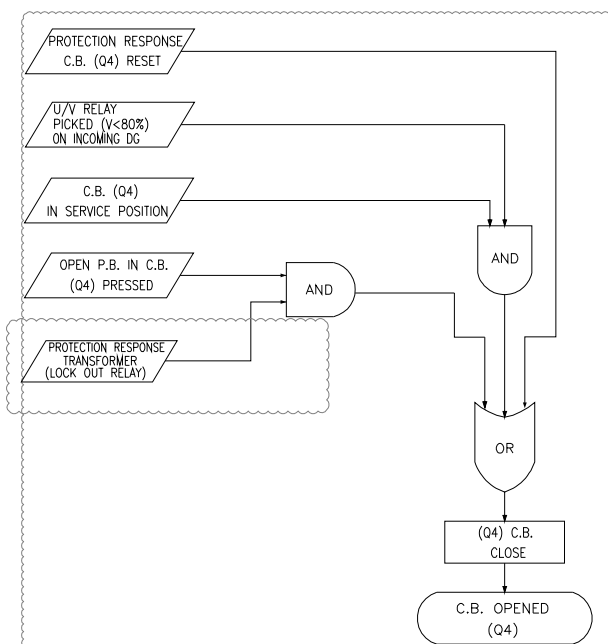 PROTECTION RESPONSE
C.B. (Q4) RESET
U/V RELAY
PICKED (V<80%)
ON INCOMING DG
C.B. (Q4)
IN SERVICE POSITION
OPEN P.B. IN C.B.
(Q4) PRESSED
PROTECTION RESPONSE
TRANSFORMER
(LOCK OUT RELAY)
AND
AND
OR
(Q4) C.B.
CLOSE
C.B. OPENED
(Q4)